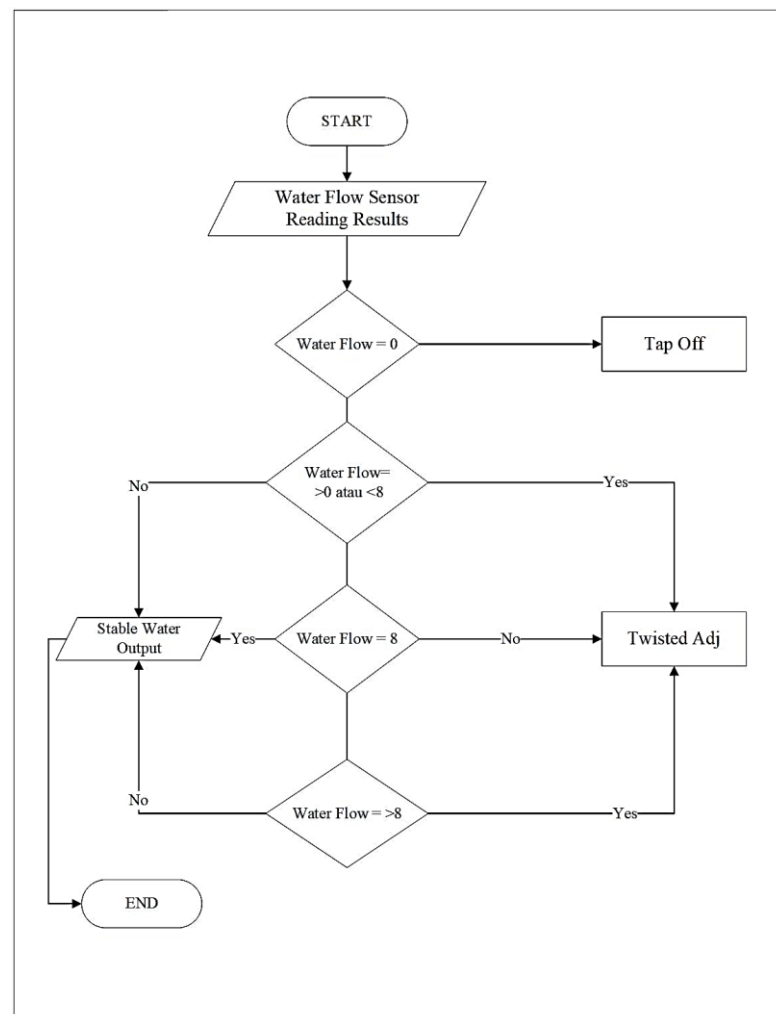 START
Water Flow Sensor
Reading Results
Water Flow = 0
Tap Off
Water Flow=
>0 atau <8
No
Yes
Stable Water
Output
Yes
Water Flow = 8
No
Twisted Adj
No
Water Flow = >8
Yes
END